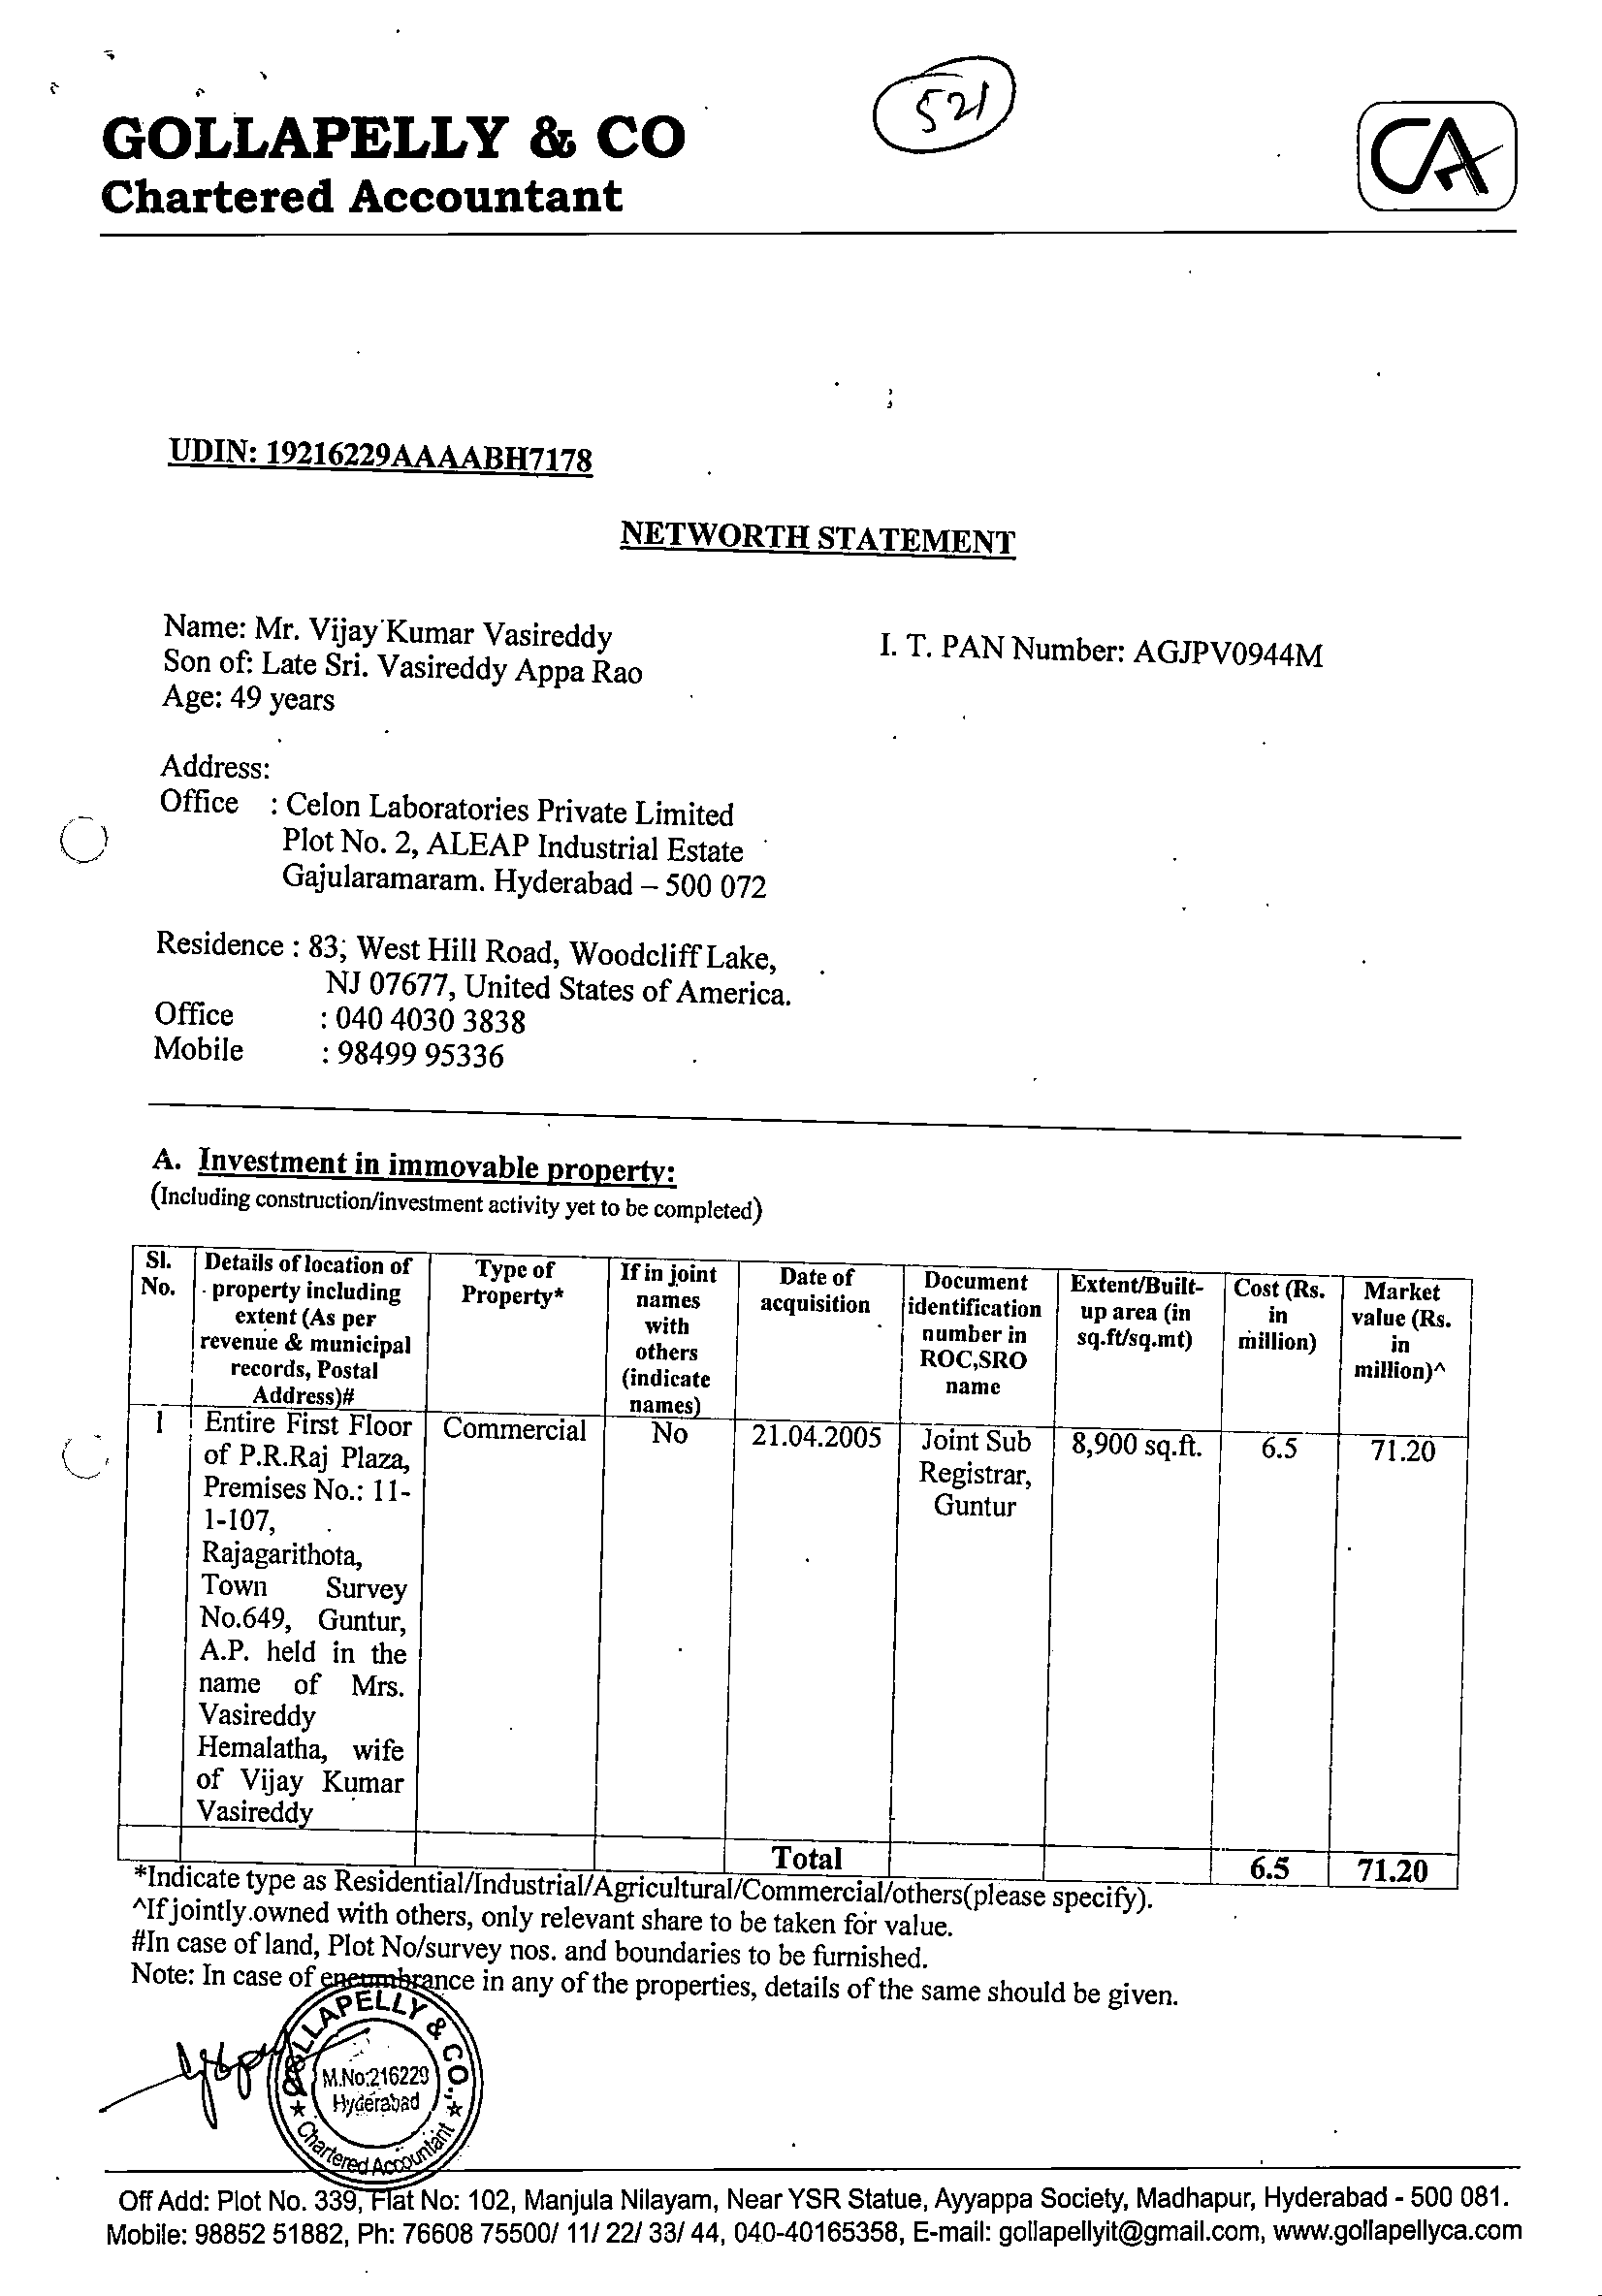 521
GOLLAPELLY & CO
Chartered Accountant
CA
UDIN: 19216229AAAABH7178
NETWORTH STATEMENT
Name: Mr. Vijay Kumar Vasireddy
I. T. PAN Number: AGJPV0944M
Son of: Late Sri. Vasireddy Appa Rao
Age: 49 years
Address:
Office : Celon Laboratories Private Limited
Plot No. 2, ALEAP Industrial Estate
Gajularamaram. Hyderabad – 500 072
Residence : 83, West Hill Road, Woodcliff Lake,
NJ 07677, United States of America.
Office : 040 4030 3838
Mobile : 98499 95336
A. Investment in immovable property:
(Including construction/investment activity yet to be completed)
Sl.
No.
Details of location of
property including
extent (As per
revenue & municipal
records, Postal
Address)#
Type of
Property*
If in joint
names
with
others
(indicate
names)
Date of
acquisition
Document
identification
number in
ROC,SRO
name
Extent/Built-
up area (in
sq.ft/sq.mt)
Cost (Rs.
in
million)
Market
value (Rs.
in
million)^
1
Entire First Floor
of P.R.Raj Plaza,
Premises No.: 11-
1-107,
Rajagarithota,
Town Survey
No.649, Guntur,
A.P. held in the
name of Mrs.
Vasireddy
Hemalatha, wife
of Vijay Kumar
Vasireddy
Commercial
No
21.04.2005
Joint Sub
Registrar,
Guntur
8,900 sq.ft.
6.5
71.20
Total
6.5
71.20
*Indicate type as Residential/Industrial/Agricultural/Commercial/others(please specify).
^If jointly.owned with others, only relevant share to be taken for value.
#In case of land, Plot No/survey nos. and boundaries to be furnished.
Note: In case of encumbrance in any of the properties, details of the same should be given.
GOLLAPELLY & CO.,
M.No:216229
Hyderabad
Chartered Accountant
Off Add: Plot No. 339, Flat No: 102, Manjula Nilayam, Near YSR Statue, Ayyappa Society, Madhapur, Hyderabad - 500 081.
Mobile: 98852 51882, Ph: 76608 75500/ 11/ 22/ 33/ 44, 040-40165358, E-mail: gollapellyit@gmail.com, www.gollapellyca.com